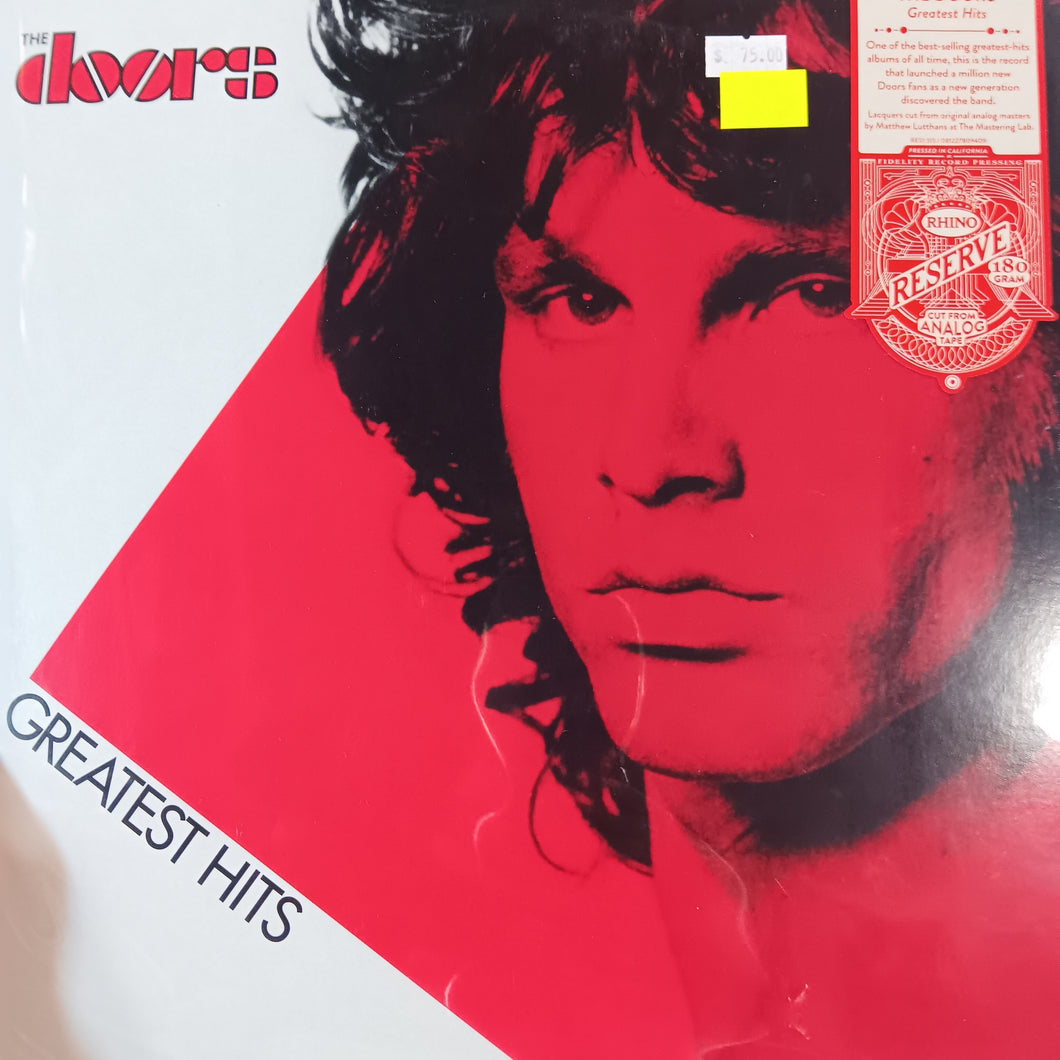 THE
doors
$ 75.00
Greatest Hits
One of the best-selling greatest-hits
albums of all time, this is the record
that launched a million new
Doors fans as a new generation
discovered the band.
Lacquers cut from original analog masters
by Matthew Lutthans at The Mastering Lab.
PRESSED IN CALIFORNIA
FIDELITY RECORD PRESSING
RHINO
RESERVE
180
GRAM
CUT FROM
ANALOG
TAPE
GREATEST HITS